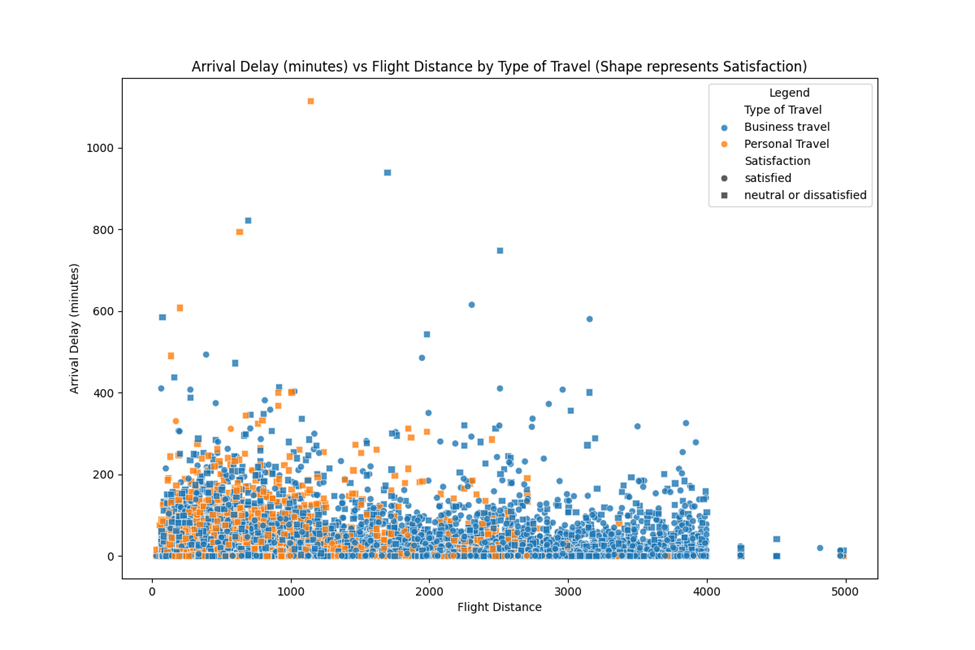 Arrival Delay (minutes) vs Flight Distance by Type of Travel (Shape represents Satisfaction)
Legend
Type of Travel
Business travel
Personal Travel
Satisfaction
satisfied
neutral or dissatisfied
Arrival Delay (minutes)
1000
800
600
400
200
0
0 1000 2000 3000 4000 5000
Flight Distance